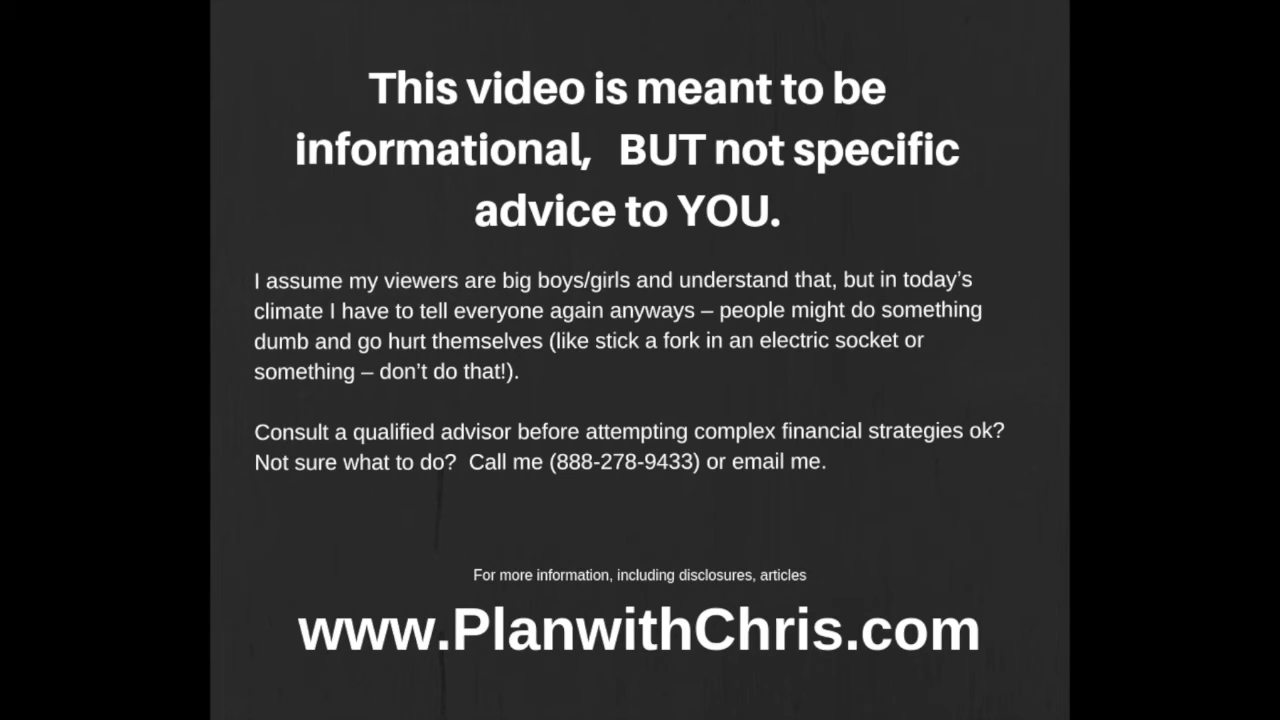 This video is meant to be
informational,   BUT not specific
advice to YOU.
I assume my viewers are big boys/girls and understand that, but in today’s
climate I have to tell everyone again anyways – people might do something
dumb and go hurt themselves (like stick a fork in an electric socket or
something – don’t do that!).
Consult a qualified advisor before attempting complex financial strategies ok?
Not sure what to do?  Call me (888-278-9433) or email me.
For more information, including disclosures, articles
www.PlanwithChris.com